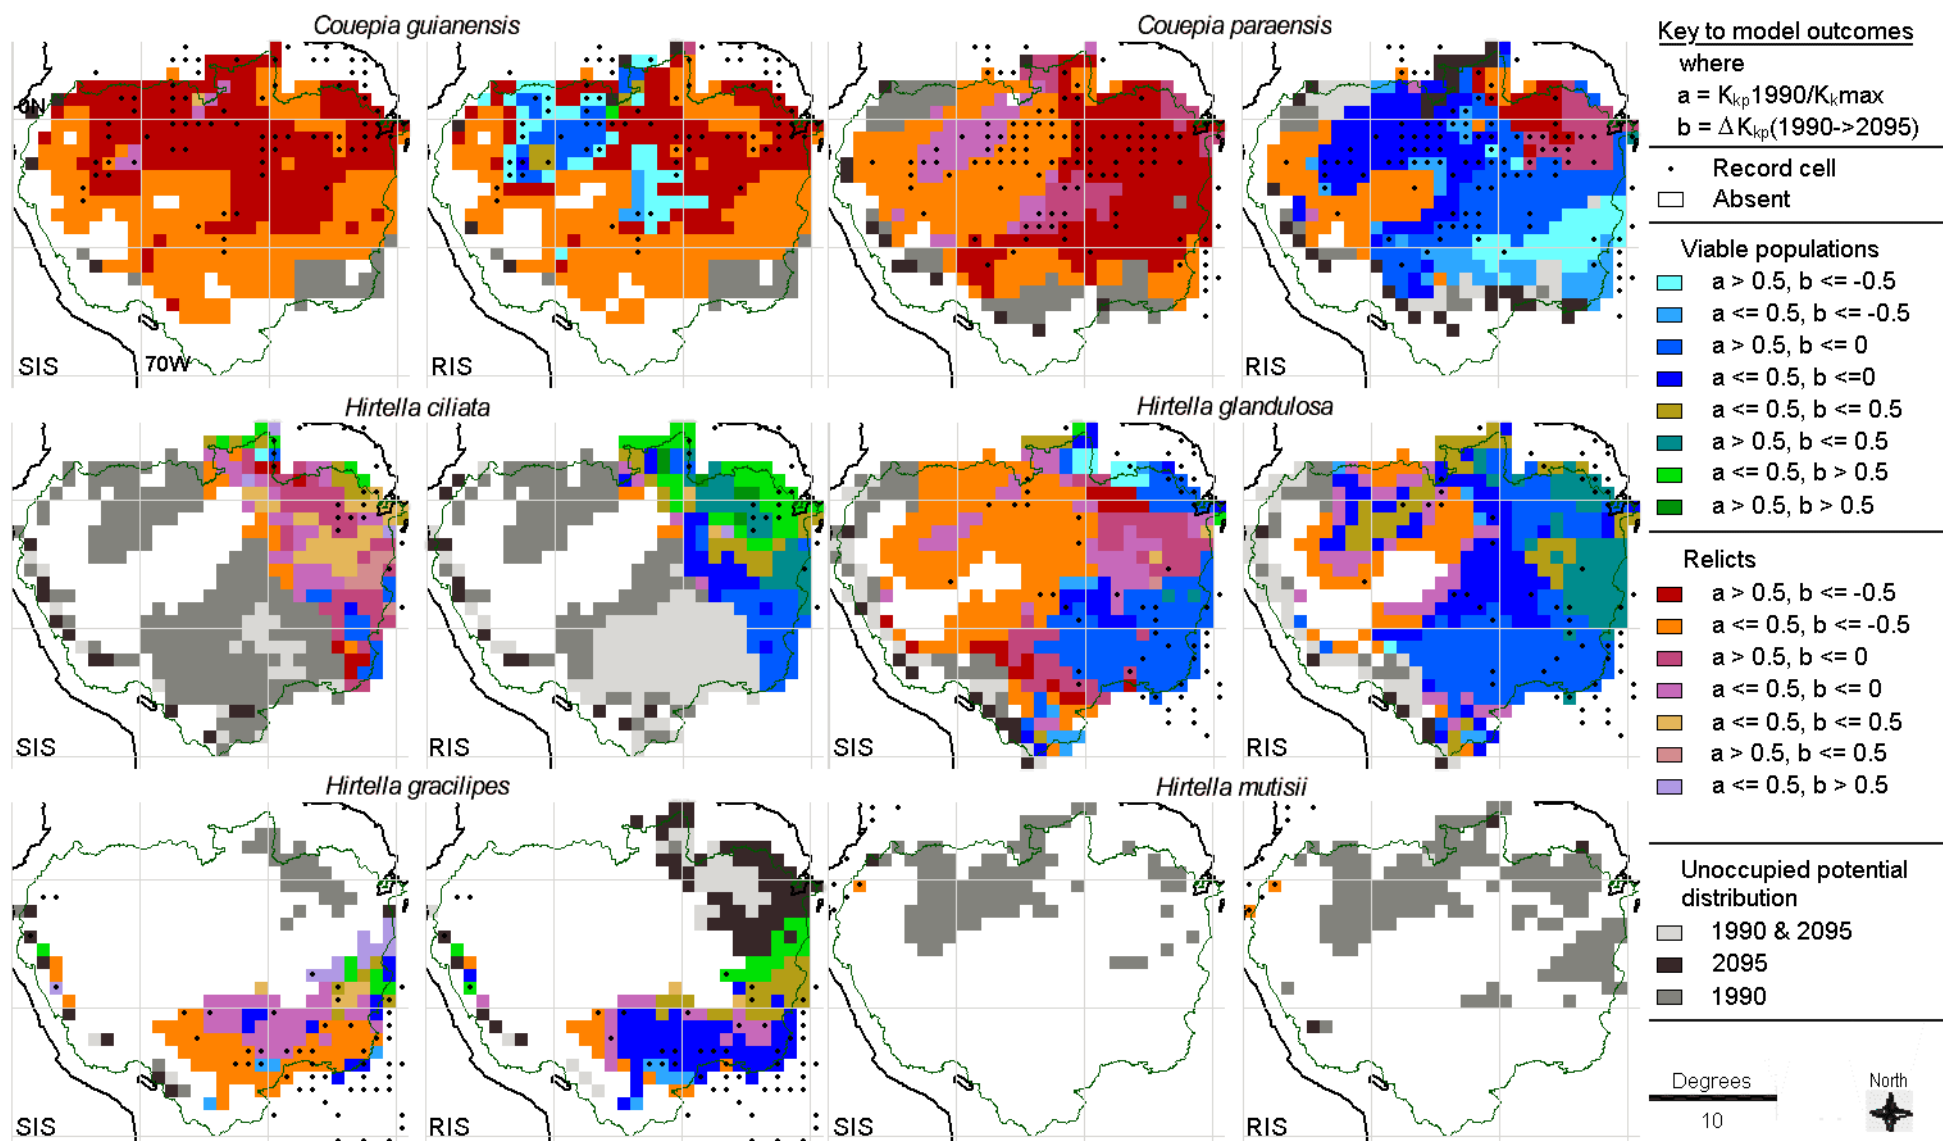 Couepia guianensis
Couepia paraensis
0N
SIS
70W
RIS
SIS
RIS
Hirtella ciliata
Hirtella glandulosa
SIS
RIS
SIS
RIS
Hirtella gracilipes
Hirtella mutisii
SIS
RIS
SIS
RIS
Key to model outcomes
where
a = Kkp1990/Kkmax
b = ΔKkp(1990->2095)
Record cell
Absent
Viable populations
a > 0.5, b <= -0.5
a <= 0.5, b <= -0.5
a > 0.5, b <= 0
a <= 0.5, b <=0
a <= 0.5, b <= 0.5
a > 0.5, b <= 0.5
a <= 0.5, b > 0.5
a > 0.5, b > 0.5
Relicts
a > 0.5, b <= -0.5
a <= 0.5, b <= -0.5
a > 0.5, b <= 0
a <= 0.5, b <= 0
a <= 0.5, b <= 0.5
a > 0.5, b <= 0.5
a <= 0.5, b > 0.5
Unoccupied potential
distribution
1990 & 2095
2095
1990
Degrees
10
North